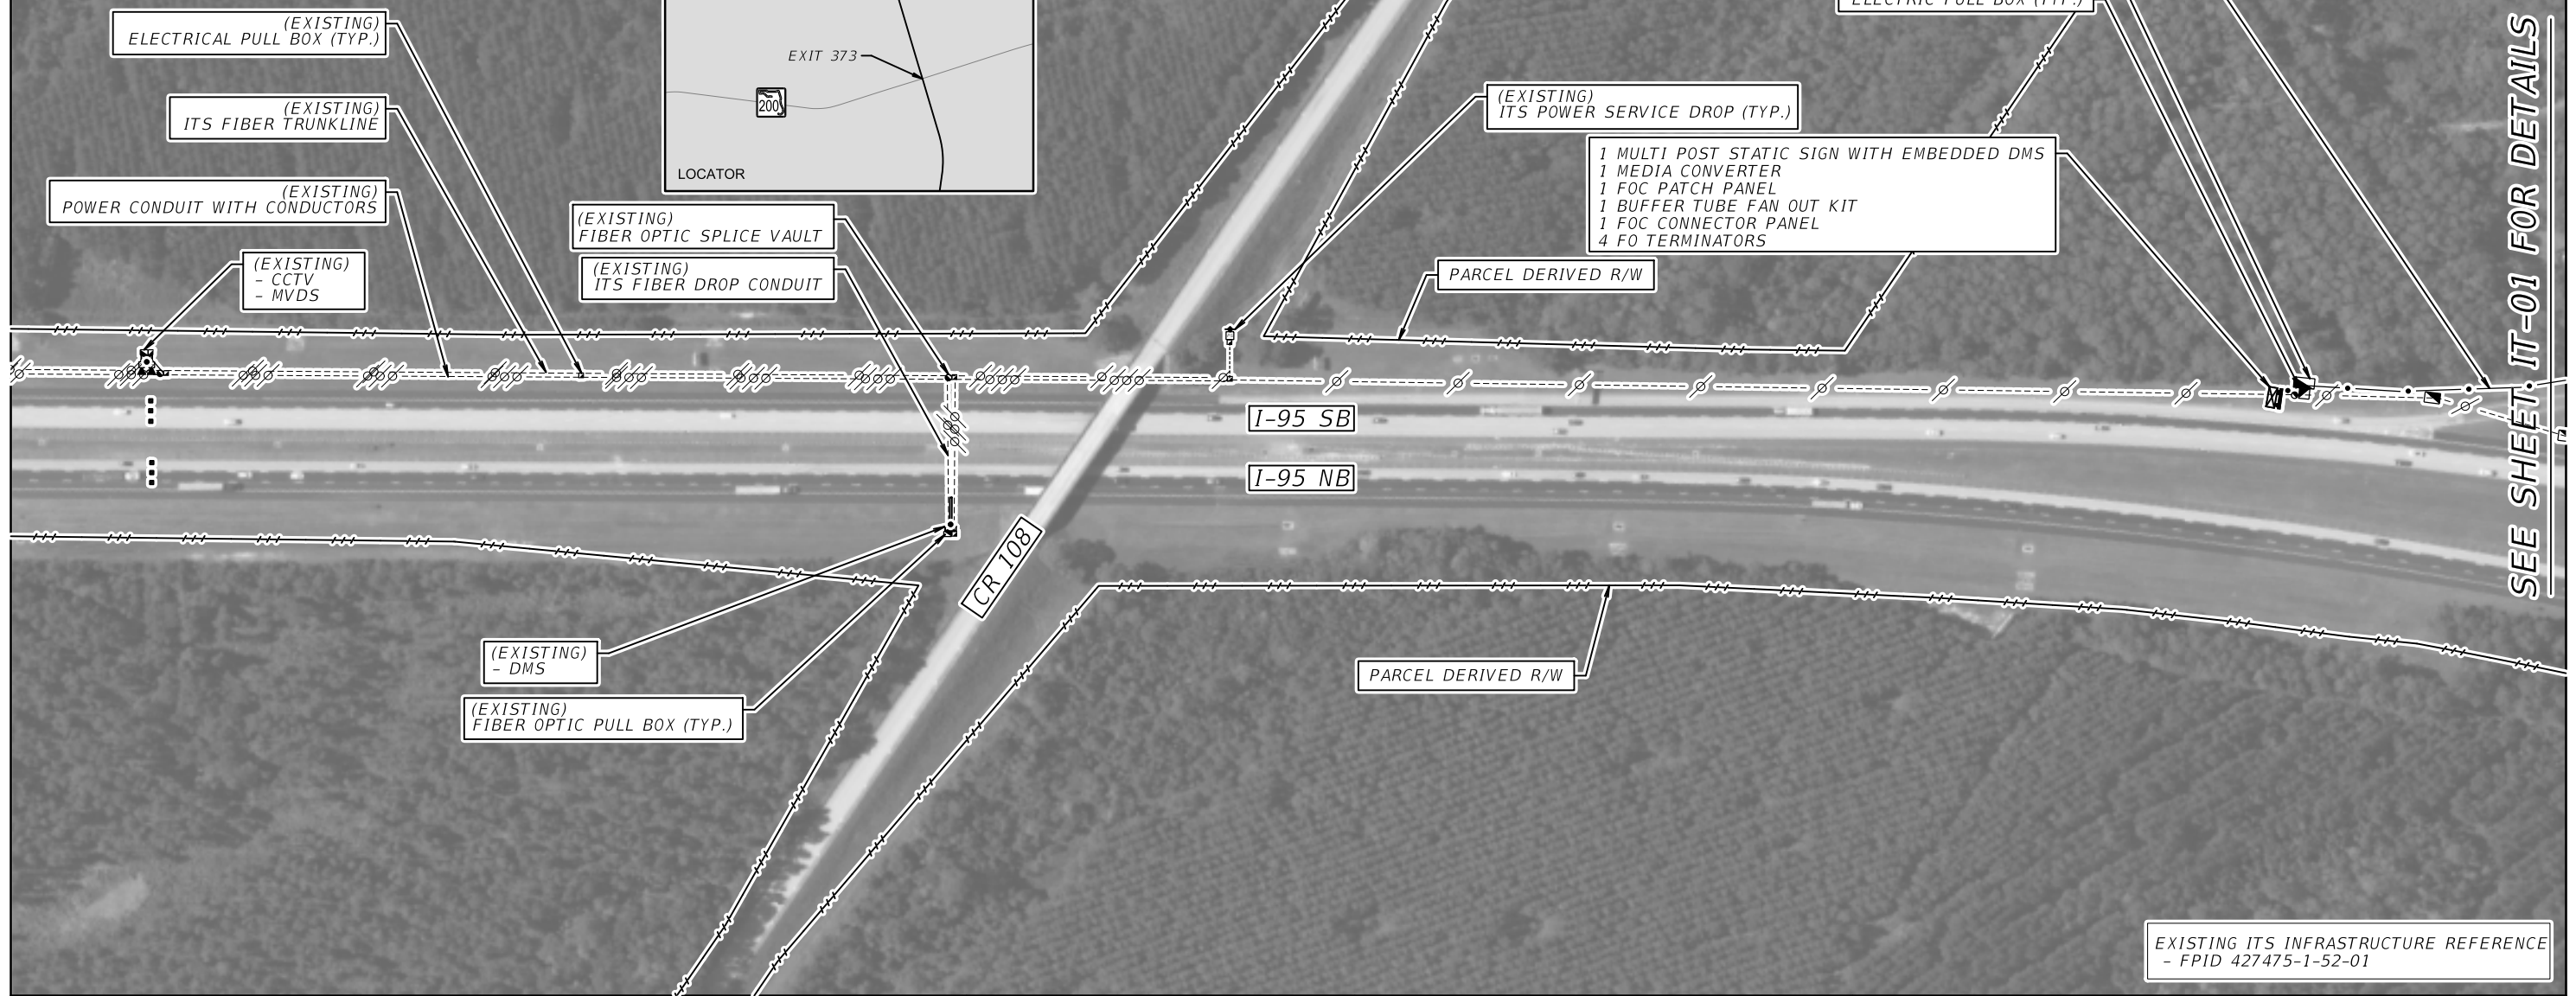 (EXISTING)
ELECTRICAL PULL BOX (TYP.)
(EXISTING)
ITS FIBER TRUNKLINE
(EXISTING)
POWER CONDUIT WITH CONDUCTORS
(EXISTING)
- CCTV
- MVDS
EXIT 373
200
LOCATOR
(EXISTING)
FIBER OPTIC SPLICE VAULT
(EXISTING)
ITS FIBER DROP CONDUIT
ELECTRIC PULL BOX (TYP.)
(EXISTING)
ITS POWER SERVICE DROP (TYP.)
1 MULTI POST STATIC SIGN WITH EMBEDDED DMS
1 MEDIA CONVERTER
1 FOC PATCH PANEL
1 BUFFER TUBE FAN OUT KIT
1 FOC CONNECTOR PANEL
4 FO TERMINATORS
PARCEL DERIVED R/W
SEE SHEET IT-01 FOR DETAILS
I-95 SB
I-95 NB
CR 108
(EXISTING)
- DMS
(EXISTING)
FIBER OPTIC PULL BOX (TYP.)
PARCEL DERIVED R/W
EXISTING ITS INFRASTRUCTURE REFERENCE
- FPID 427475-1-52-01